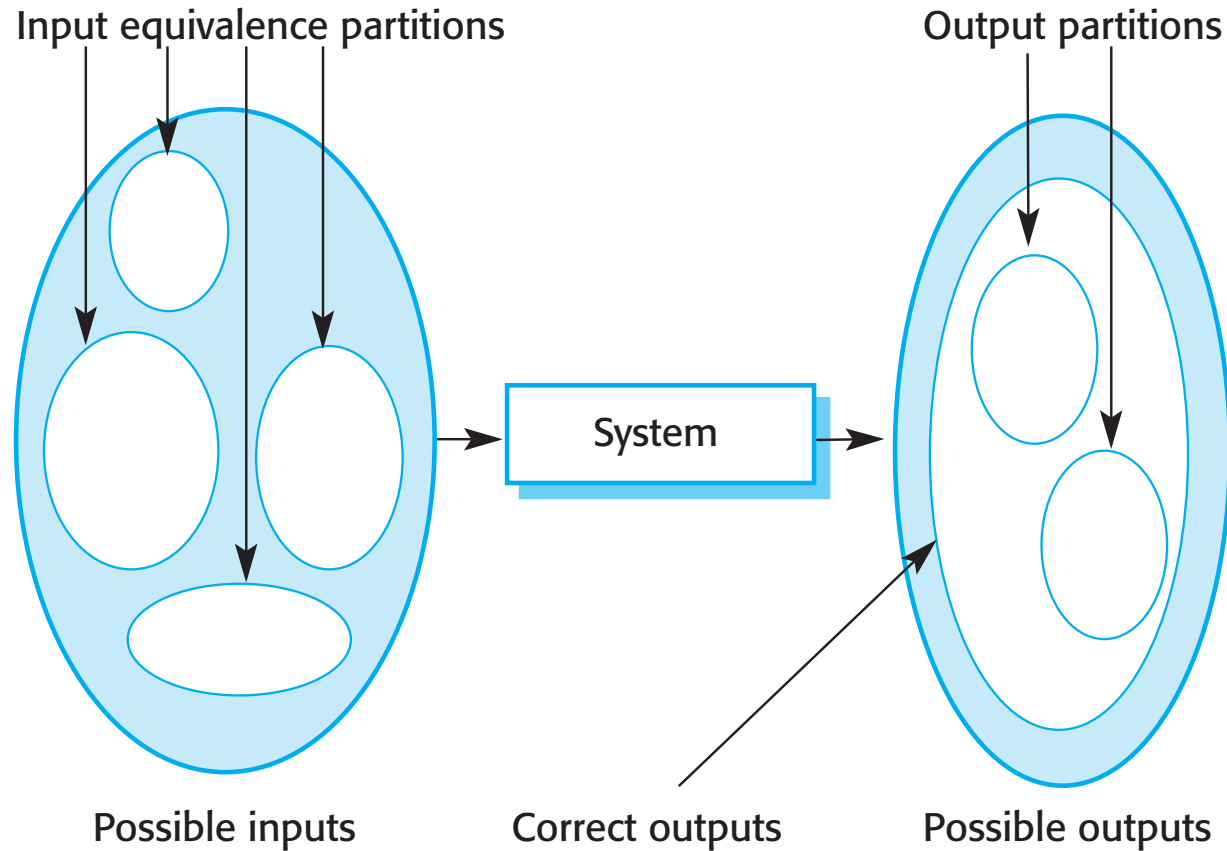 Input equivalence partitions
Output partitions
System
Possible inputs
Correct outputs
Possible outputs